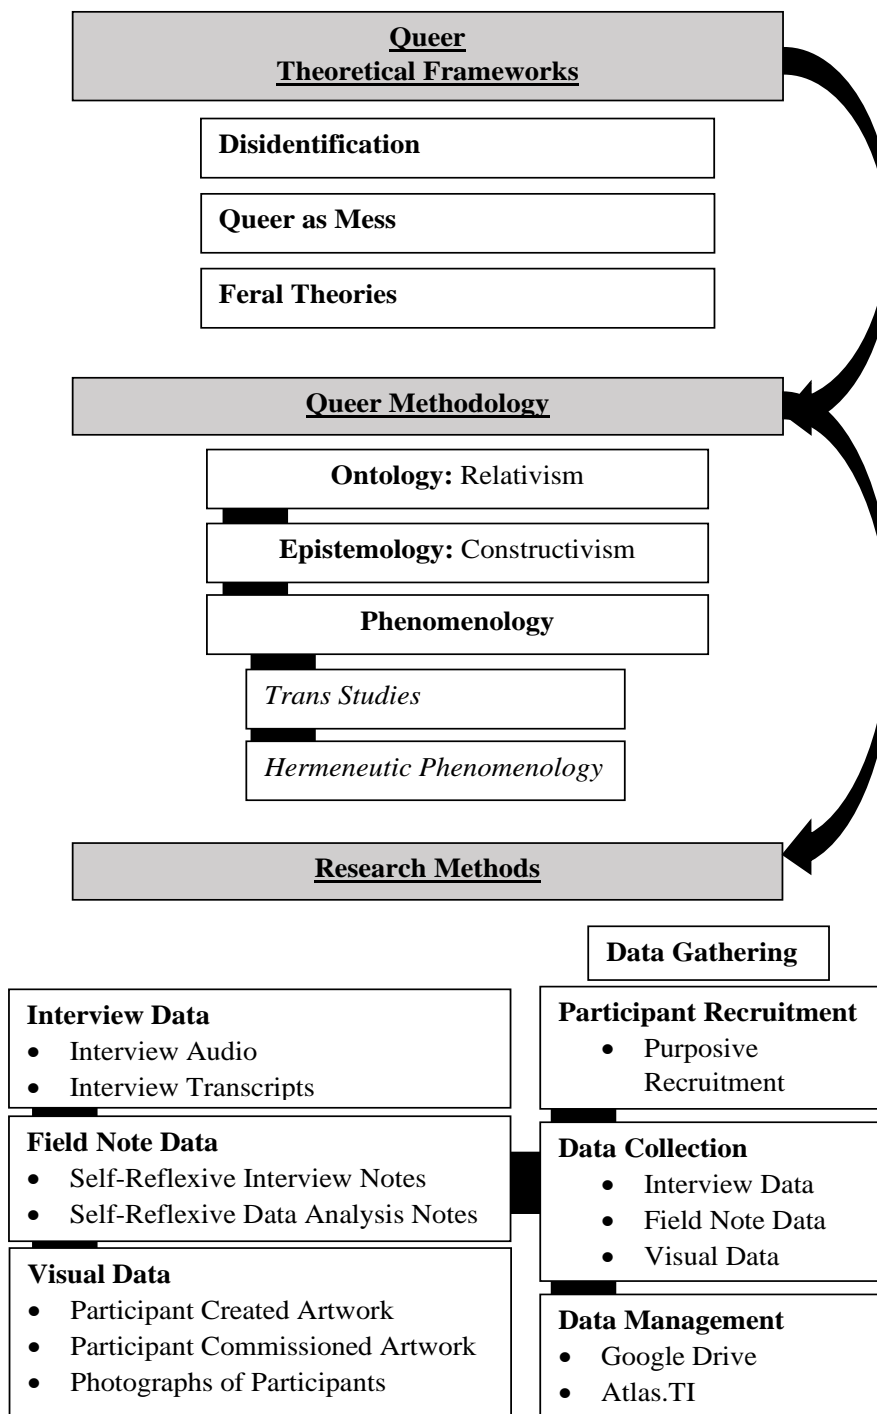 Queer
Theoretical Frameworks
Disidentification
Queer as Mess
Feral Theories
Queer Methodology
Ontology: Relativism
Epistemology: Constructivism
Phenomenology
Trans Studies
Hermeneutic Phenomenology
Research Methods
Data Gathering
Interview Data
• Interview Audio
• Interview Transcripts
Field Note Data
• Self-Reflexive Interview Notes
• Self-Reflexive Data Analysis Notes
Visual Data
• Participant Created Artwork
• Participant Commissioned Artwork
• Photographs of Participants
Participant Recruitment
• Purposive
Recruitment
Data Collection
• Interview Data
• Field Note Data
• Visual Data
Data Management
• Google Drive
• Atlas.TI